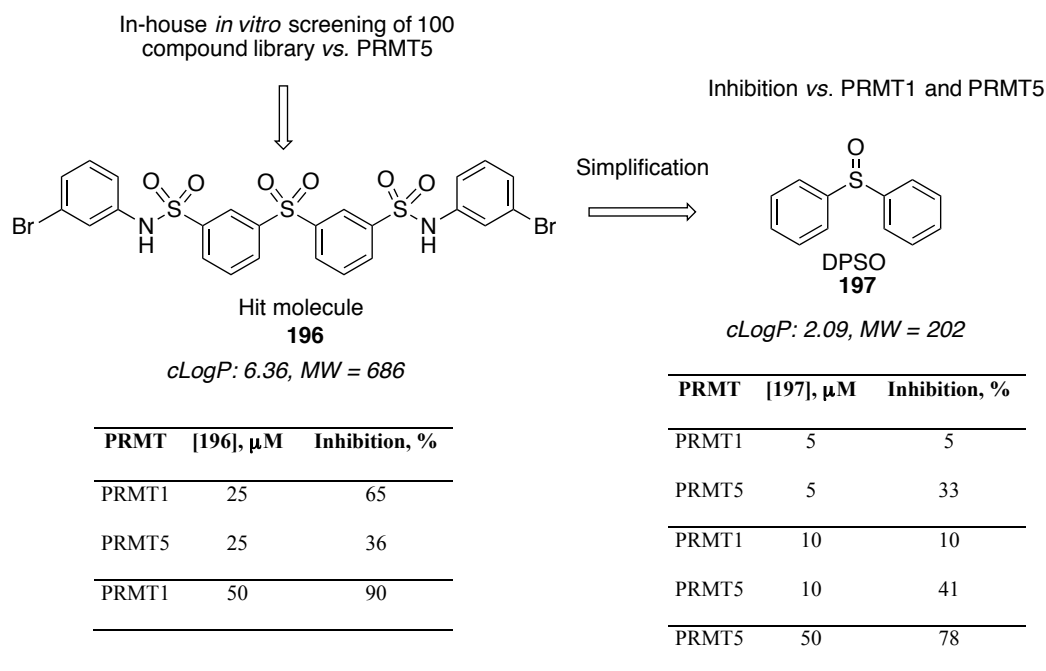 In-house in vitro screening of 100
compound library vs. PRMT5
Inhibition vs. PRMT1 and PRMT5
Simplification
O O O O O O
S S S
Br N H N H Br
O
S
Hit molecule
196
cLogP: 6.36, MW = 686
DPSO
197
cLogP: 2.09, MW = 202
PRMT [196], μM Inhibition, %
PRMT1 25 65
PRMT5 25 36
PRMT1 50 90
PRMT [197], μM Inhibition, %
PRMT1 5 5
PRMT5 5 33
PRMT1 10 10
PRMT5 10 41
PRMT5 50 78